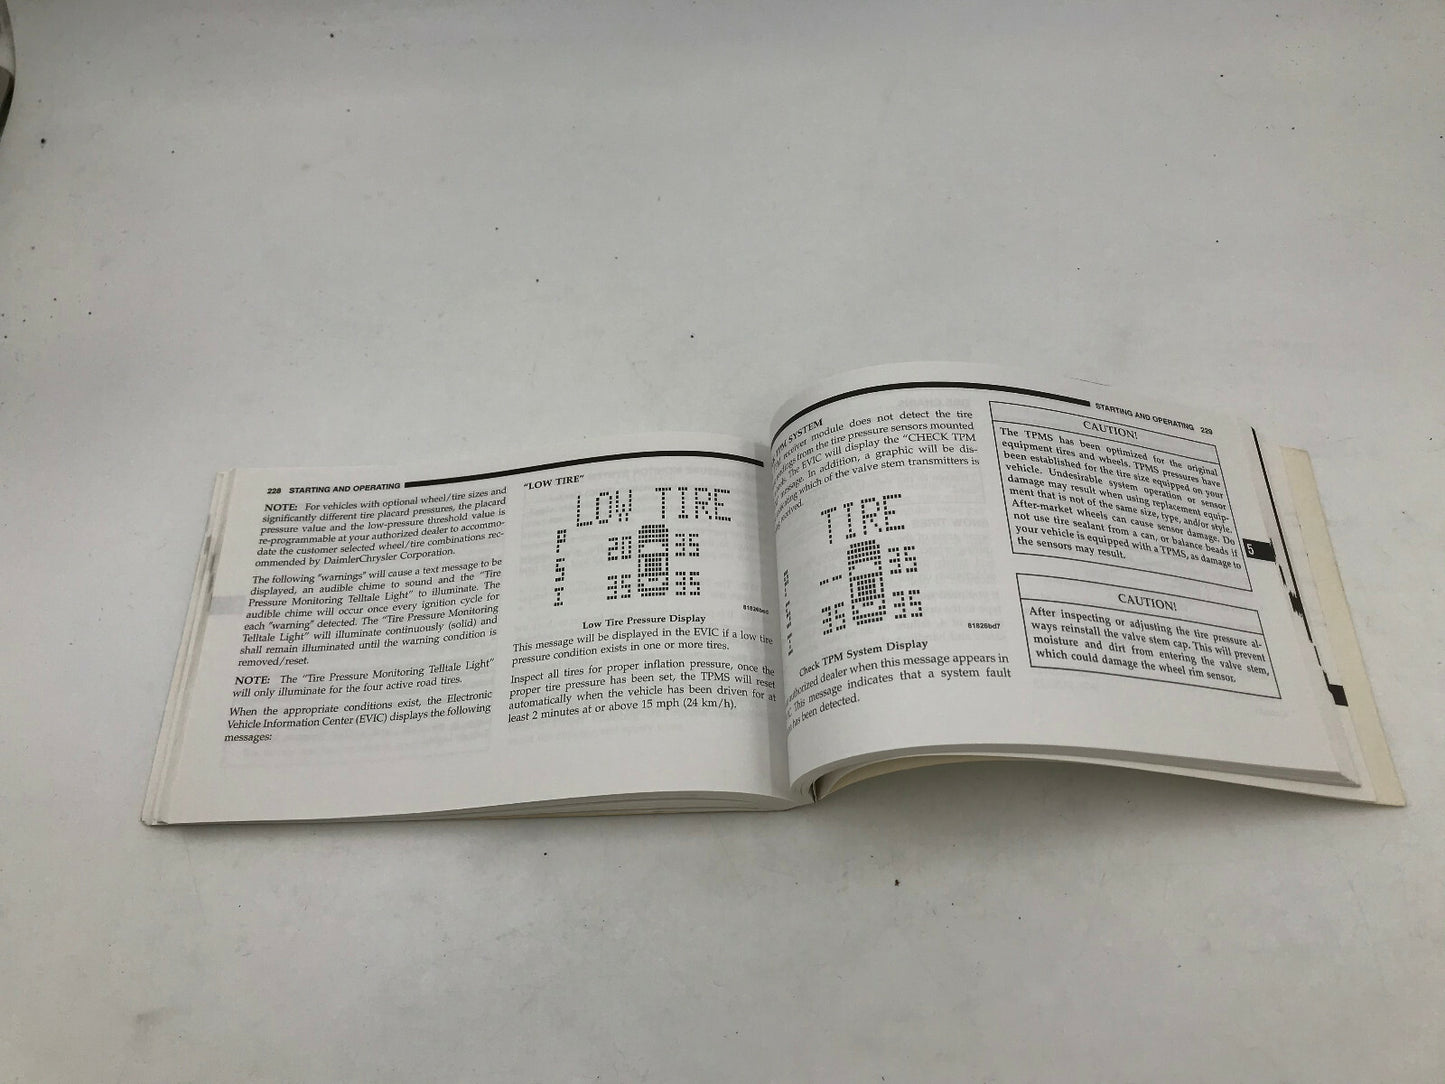 228 STARTING AND OPERATING
NOTE: For vehicles with optional wheel/tire sizes and
significantly different tire placard pressures, the placard
pressure value and the low-pressure threshold value is
re-programmable at your authorized dealer to accommo-
date the customer selected wheel/tire combinations rec-
ommended by DaimlerChrysler Corporation.
The following "warnings" will cause a text message to be
displayed, an audible chime to sound and the "Tire
Pressure Monitoring Telltale Light" to illuminate. The
audible chime will occur once every ignition cycle for
each "warning" detected. The "Tire Pressure Monitoring
Telltale Light" will illuminate continuously (solid) and
shall remain illuminated until the warning condition is
removed/reset.
NOTE: The "Tire Pressure Monitoring Telltale Light"
will only illuminate for the four active road tires.
When the appropriate conditions exist, the Electronic
Vehicle Information Center (EVIC) displays the following
messages:
"LOW TIRE"
LOW TIRE
20 35
35 35
81826bd5
Low Tire Pressure Display
This message will be displayed in the EVIC if a low tire
pressure condition exists in one or more tires.
Inspect all tires for proper inflation pressure, once the
proper tire pressure has been set, the TPMS will reset
automatically when the vehicle has been driven for at
least 2 minutes at or above 15 mph (24 km/h).
STARTING AND OPERATING 229
TPM SYSTEM
receiver module does not detect the tire
from the tire pressure sensors mounted
The EVIC will display the "CHECK TPM
message. In addition, a graphic will be dis-
which of the valve stem transmitters is
received.
TIRE
-- 35
35 35
81826bd7
Check TPM System Display
authorized dealer when this message appears in
This message indicates that a system fault
has been detected.
CAUTION!
The TPMS has been optimized for the original
equipment tires and wheels. TPMS pressures have
been established for the tire size equipped on your
vehicle. Undesirable system operation or sensor
damage may result when using replacement equip-
ment that is not of the same size, type, and/or style.
After-market wheels can cause sensor damage. Do
not use tire sealant from a can, or balance beads if
your vehicle is equipped with a TPMS, as damage to
the sensors may result.
CAUTION!
After inspecting or adjusting the tire pressure al-
ways reinstall the valve stem cap. This will prevent
moisture and dirt from entering the valve stem,
which could damage the wheel rim sensor.
5